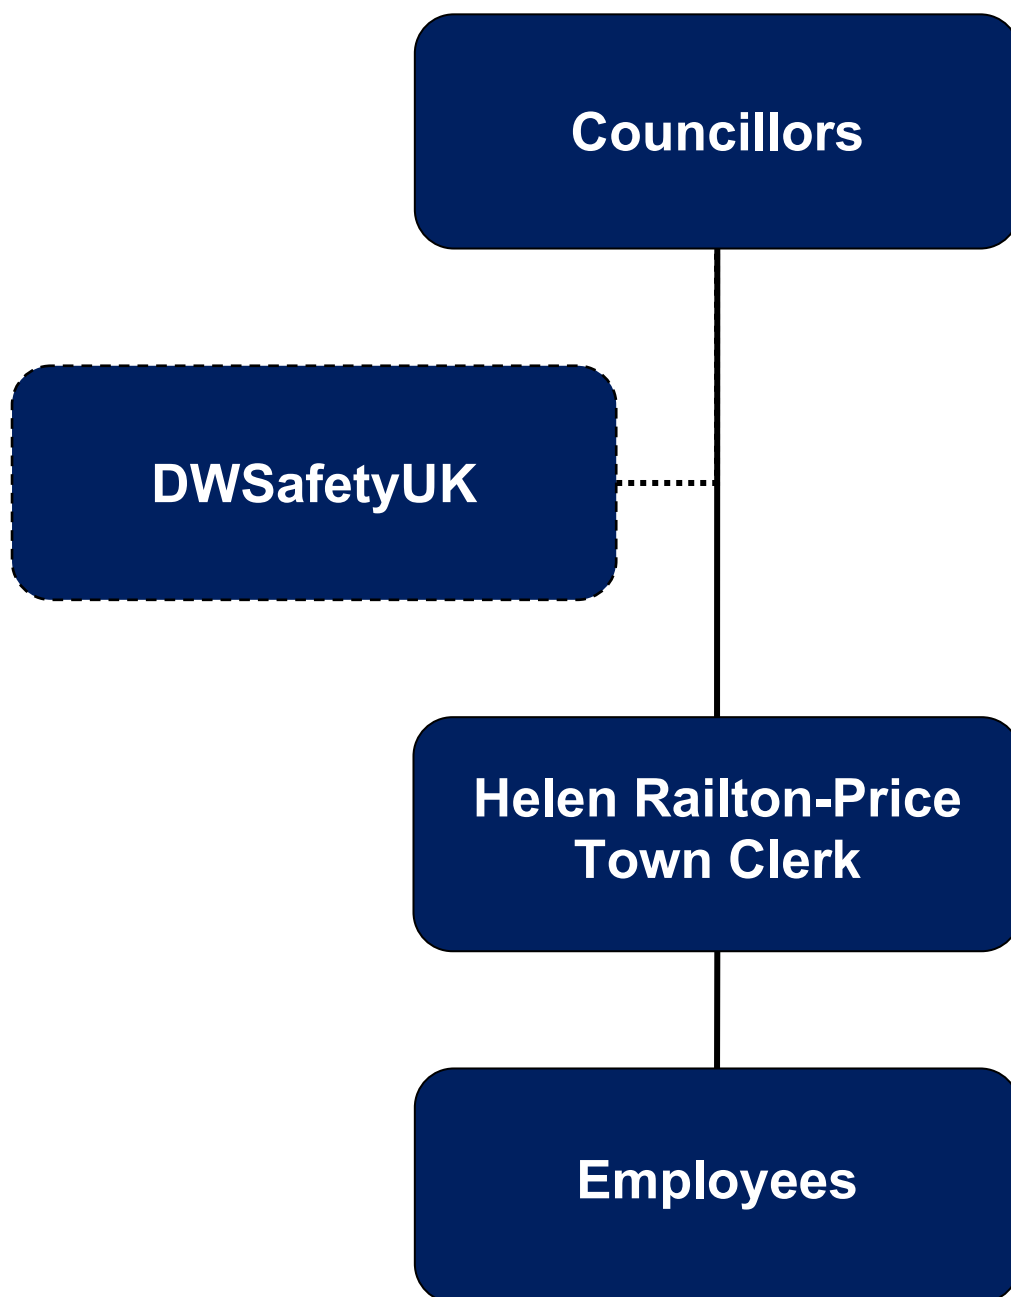 Councillors
DWSafetyUK
Helen Railton-Price
Town Clerk
Employees